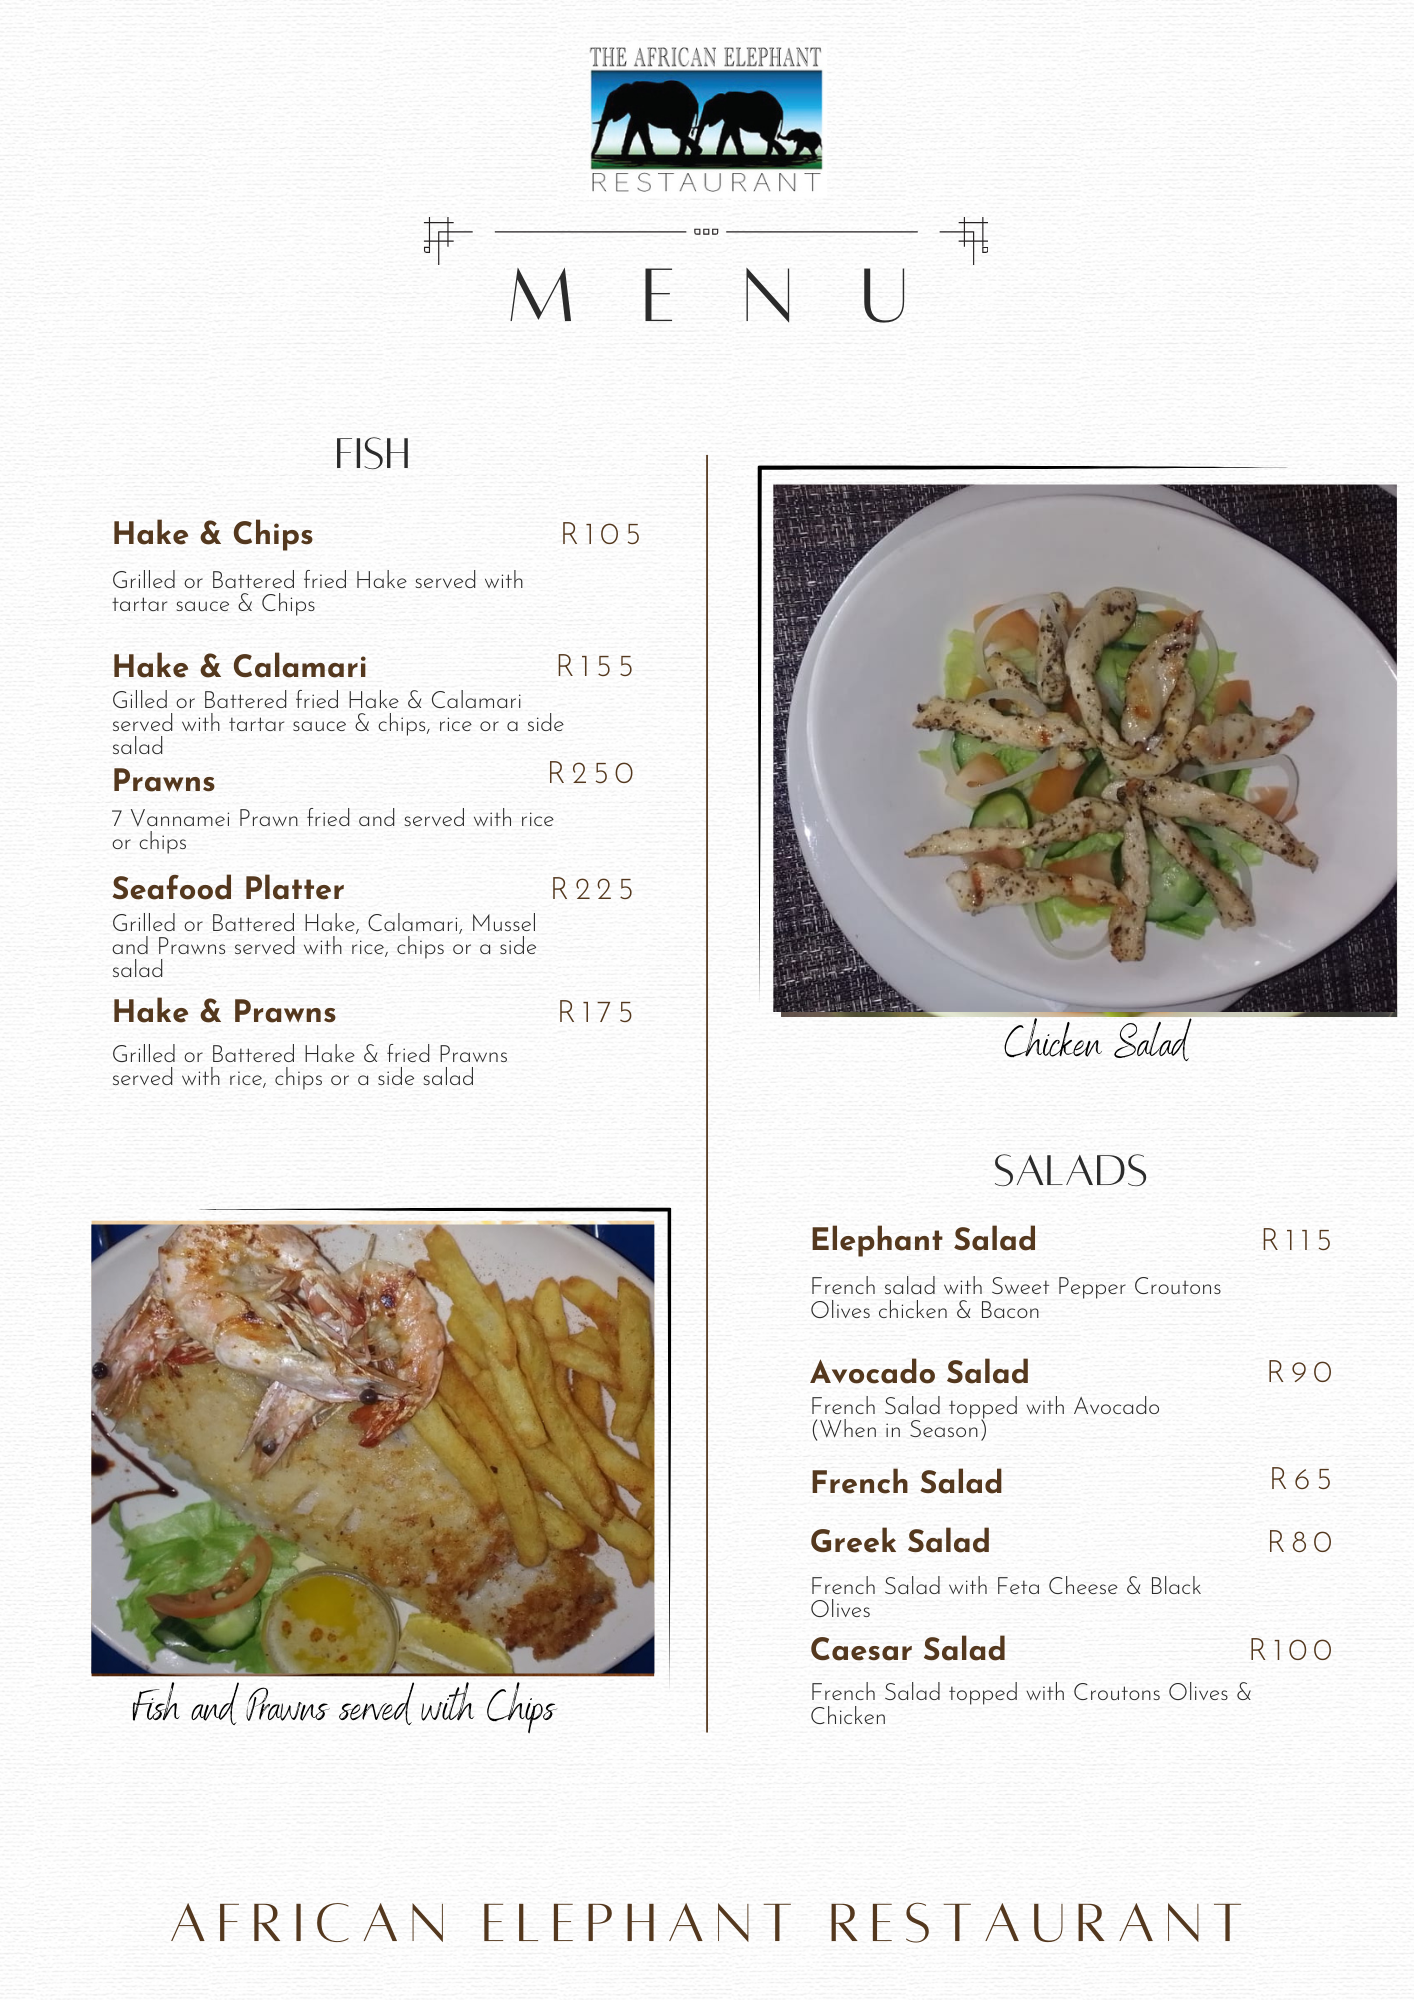 THE AFRICAN ELEPHANT
RESTAURANT
MENU
FISH
Hake & Chips R105
Grilled or Battered fried Hake served with
tartar sauce & Chips
Hake & Calamari R155
Gilled or Battered fried Hake & Calamari
served with tartar sauce & chips, rice or a side
salad
Prawns R250
7 Vannamei Prawn fried and served with rice
or chips
Seafood Platter R225
Grilled or Battered Hake, Calamari, Mussel
and Prawns served with rice, chips or a side
salad
Hake & Prawns R175
Grilled or Battered Hake & fried Prawns
served with rice, chips or a side salad
Fish and Prawns served with Chips
Chicken Salad
SALADS
Elephant Salad R115
French salad with Sweet Pepper Croutons
Olives chicken & Bacon
Avocado Salad R90
French Salad topped with Avocado
(When in Season)
French Salad R65
Greek Salad R80
French Salad with Feta Cheese & Black
Olives
Caesar Salad R100
French Salad topped with Croutons Olives &
Chicken
AFRICAN ELEPHANT RESTAURANT